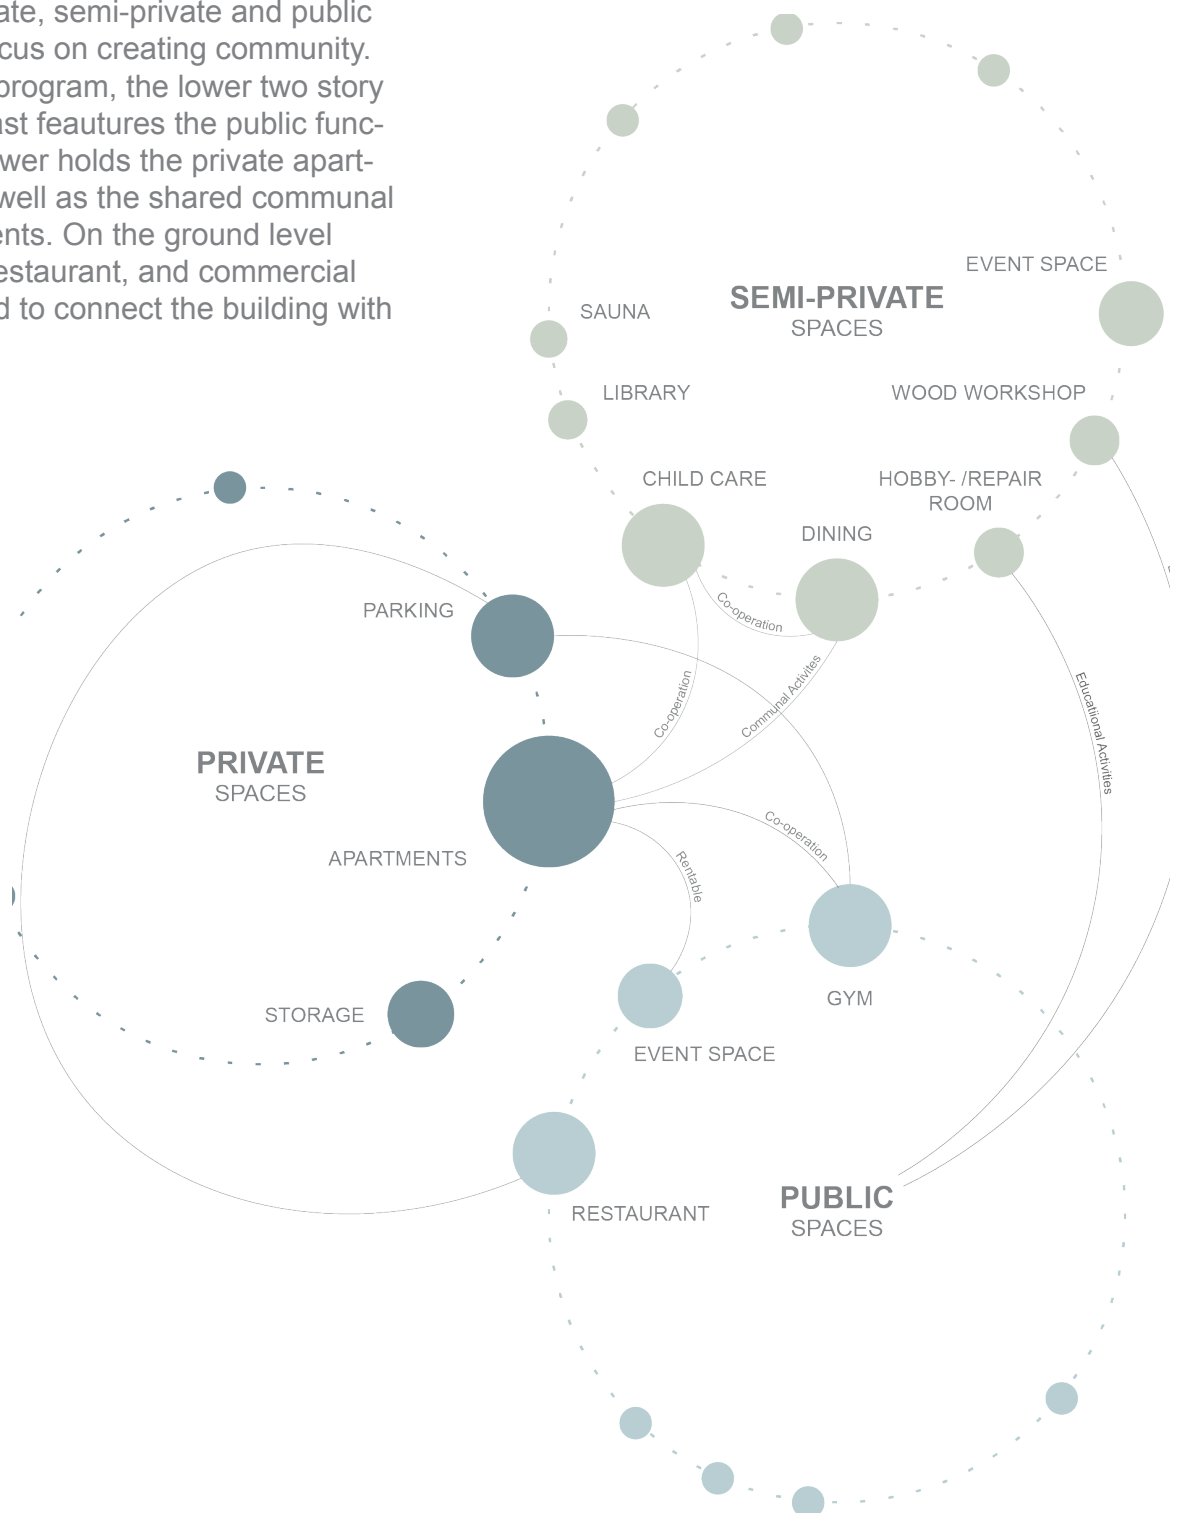 ate, semi-private and public
cus on creating community.
program, the lower two story
ast feautures the public func-
wer holds the private apart-
well as the shared communal
ents. On the ground level
estaurant, and commercial
d to connect the building with
EVENT SPACE
SEMI-PRIVATE
SPACES
SAUNA
LIBRARY
WOOD WORKSHOP
CHILD CARE
HOBBY- /REPAIR
ROOM
DINING
Co-operation
PARKING
Co-operation
Communal Activites
Educatiional Activities
PRIVATE
SPACES
APARTMENTS
Co-operation
Rentable
STORAGE
GYM
EVENT SPACE
RESTAURANT
PUBLIC
SPACES